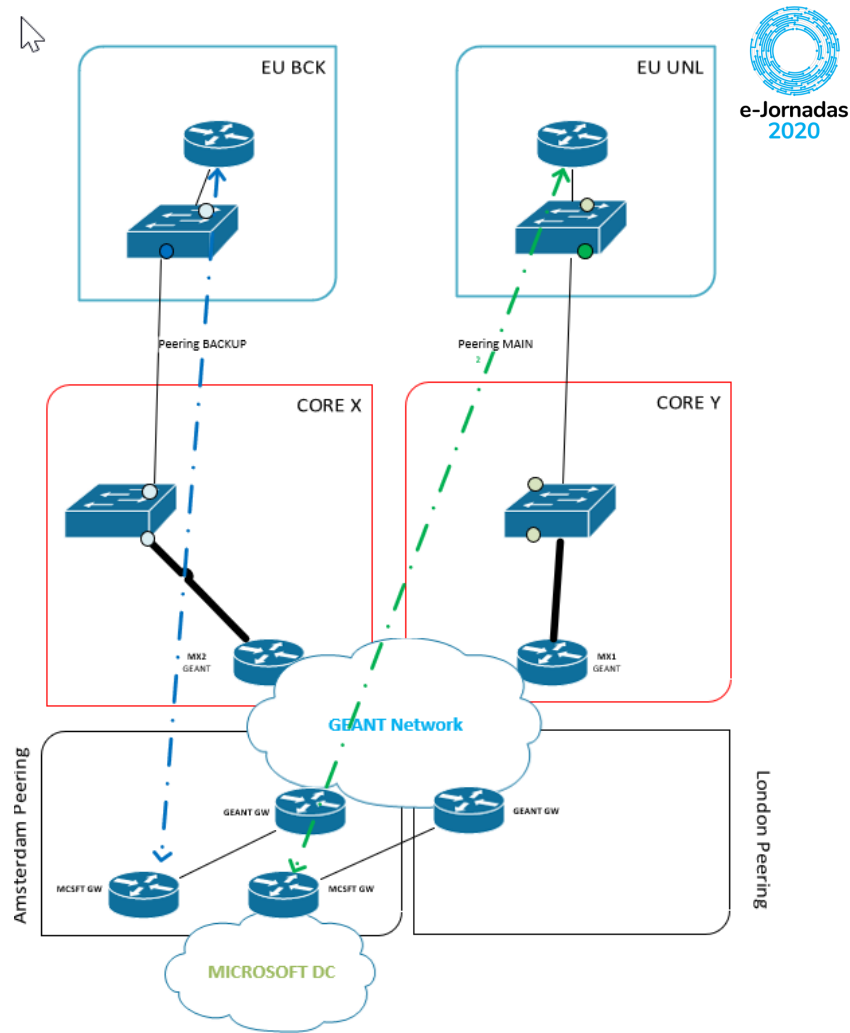 EU BCK
EU UNL
e-Jornadas
2020
Peering BACKUP
Peering MAIN
2
CORE X
CORE Y
MX2
GEANT
MX1
GEANT
GEANT Network
Amsterdam Peering
London Peering
GEANT GW
GEANT GW
MCSFT GW
MCSFT GW
MICROSOFT DC